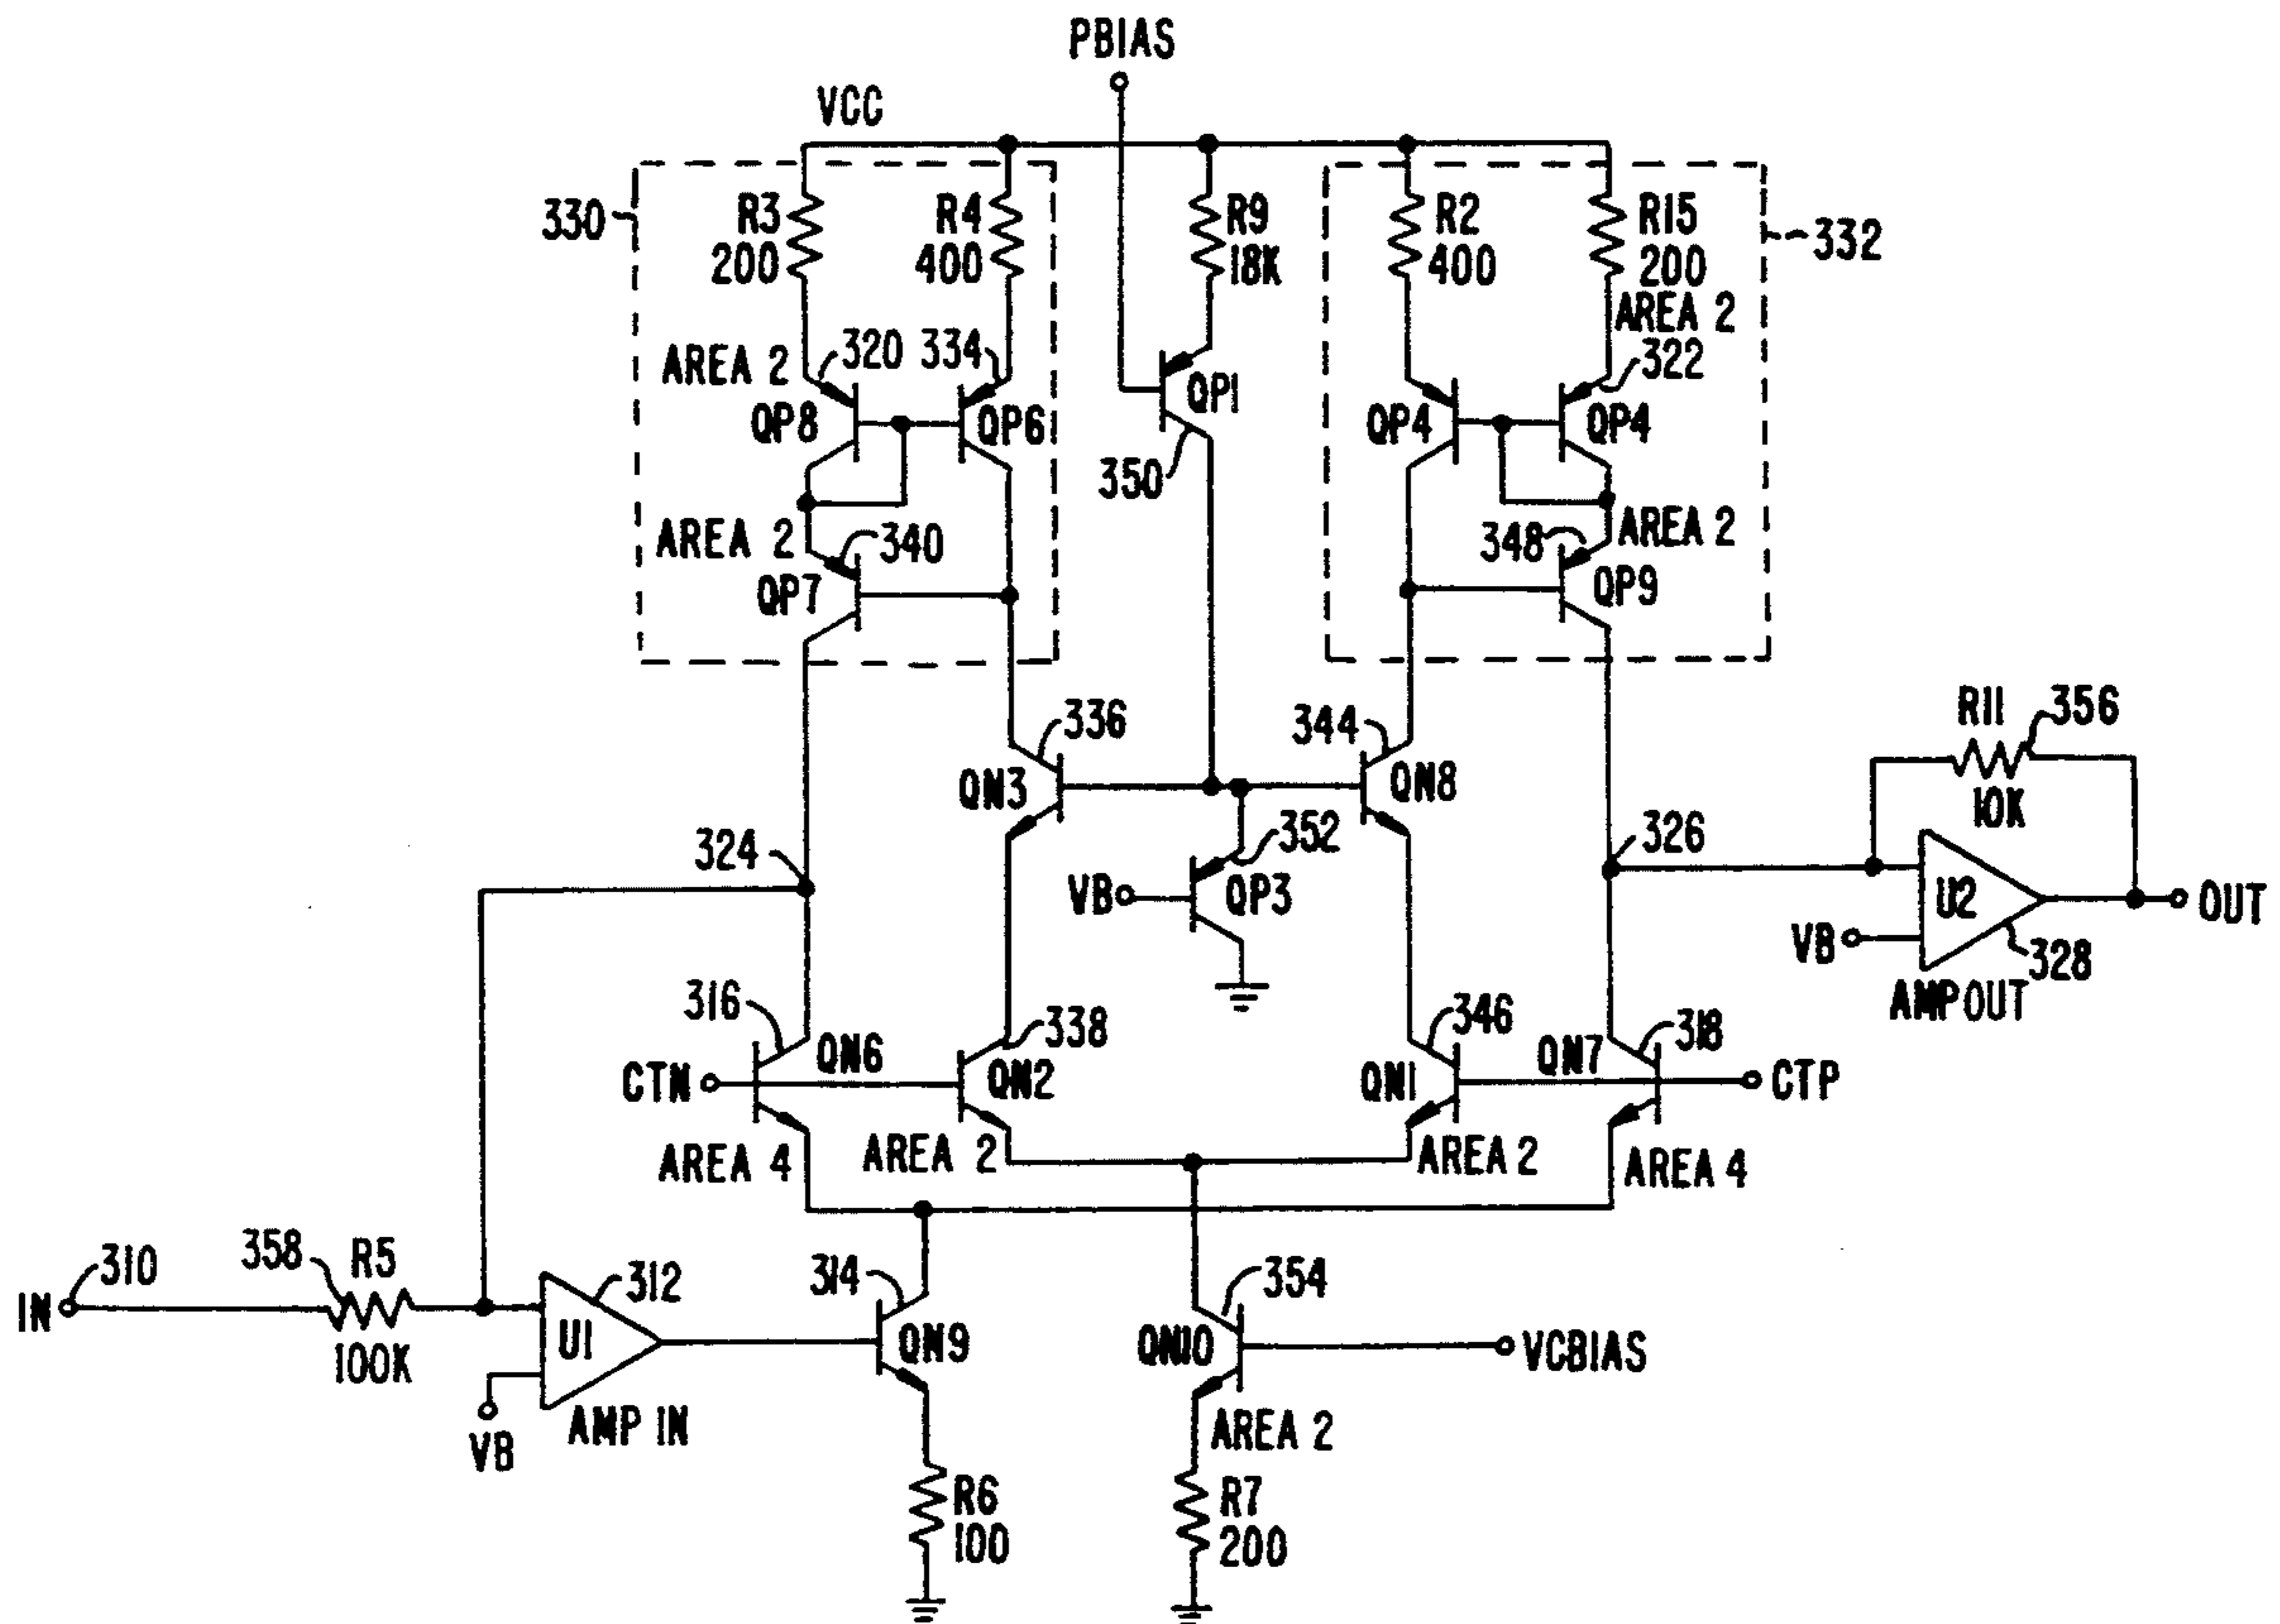 PBIAS
VCC
330
R3
200
R4
400
R9
18K
R2
400
R15
200
332
AREA 2
AREA 2
320
334
322
QP8
QP6
QP1
QP4
QP4
350
AREA 2
340
348
AREA 2
QP7
QP9
336
344
R11
356
QN3
QN8
10K
324
352
326
VB
QP3
U2
OUT
VB
328
AMP OUT
316
338
346
318
QN6
QN7
CTN
QN2
QN1
CTP
AREA 4
AREA 2
AREA 2
AREA 4
310
358
R5
312
314
354
IN
U1
QN9
QN10
VCBIAS
100K
VB
AMP IN
AREA 2
R6
100
R7
200